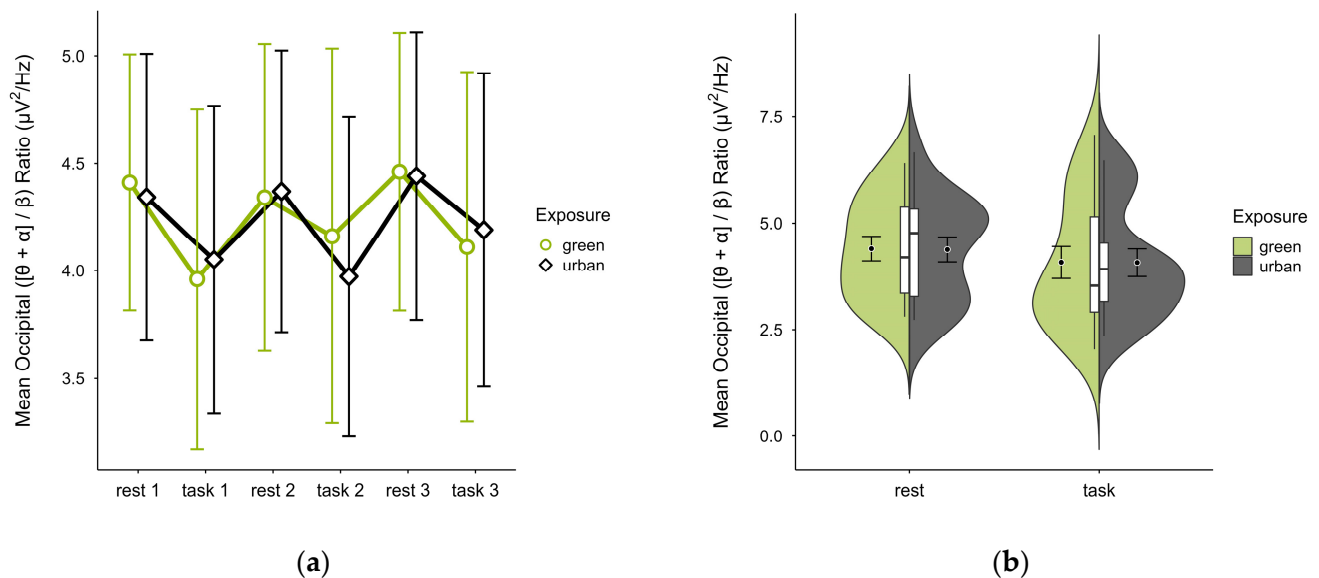 Mean Occipital ([θ + α] / β) Ratio (µV²/Hz)
5.0
4.5
4.0
3.5
rest 1 task 1 rest 2 task 2 rest 3 task 3
Exposure
green
urban
(a)
Mean Occipital ([θ + α] / β) Ratio (µV²/Hz)
7.5
5.0
2.5
0.0
rest task
Exposure
green
urban
(b)